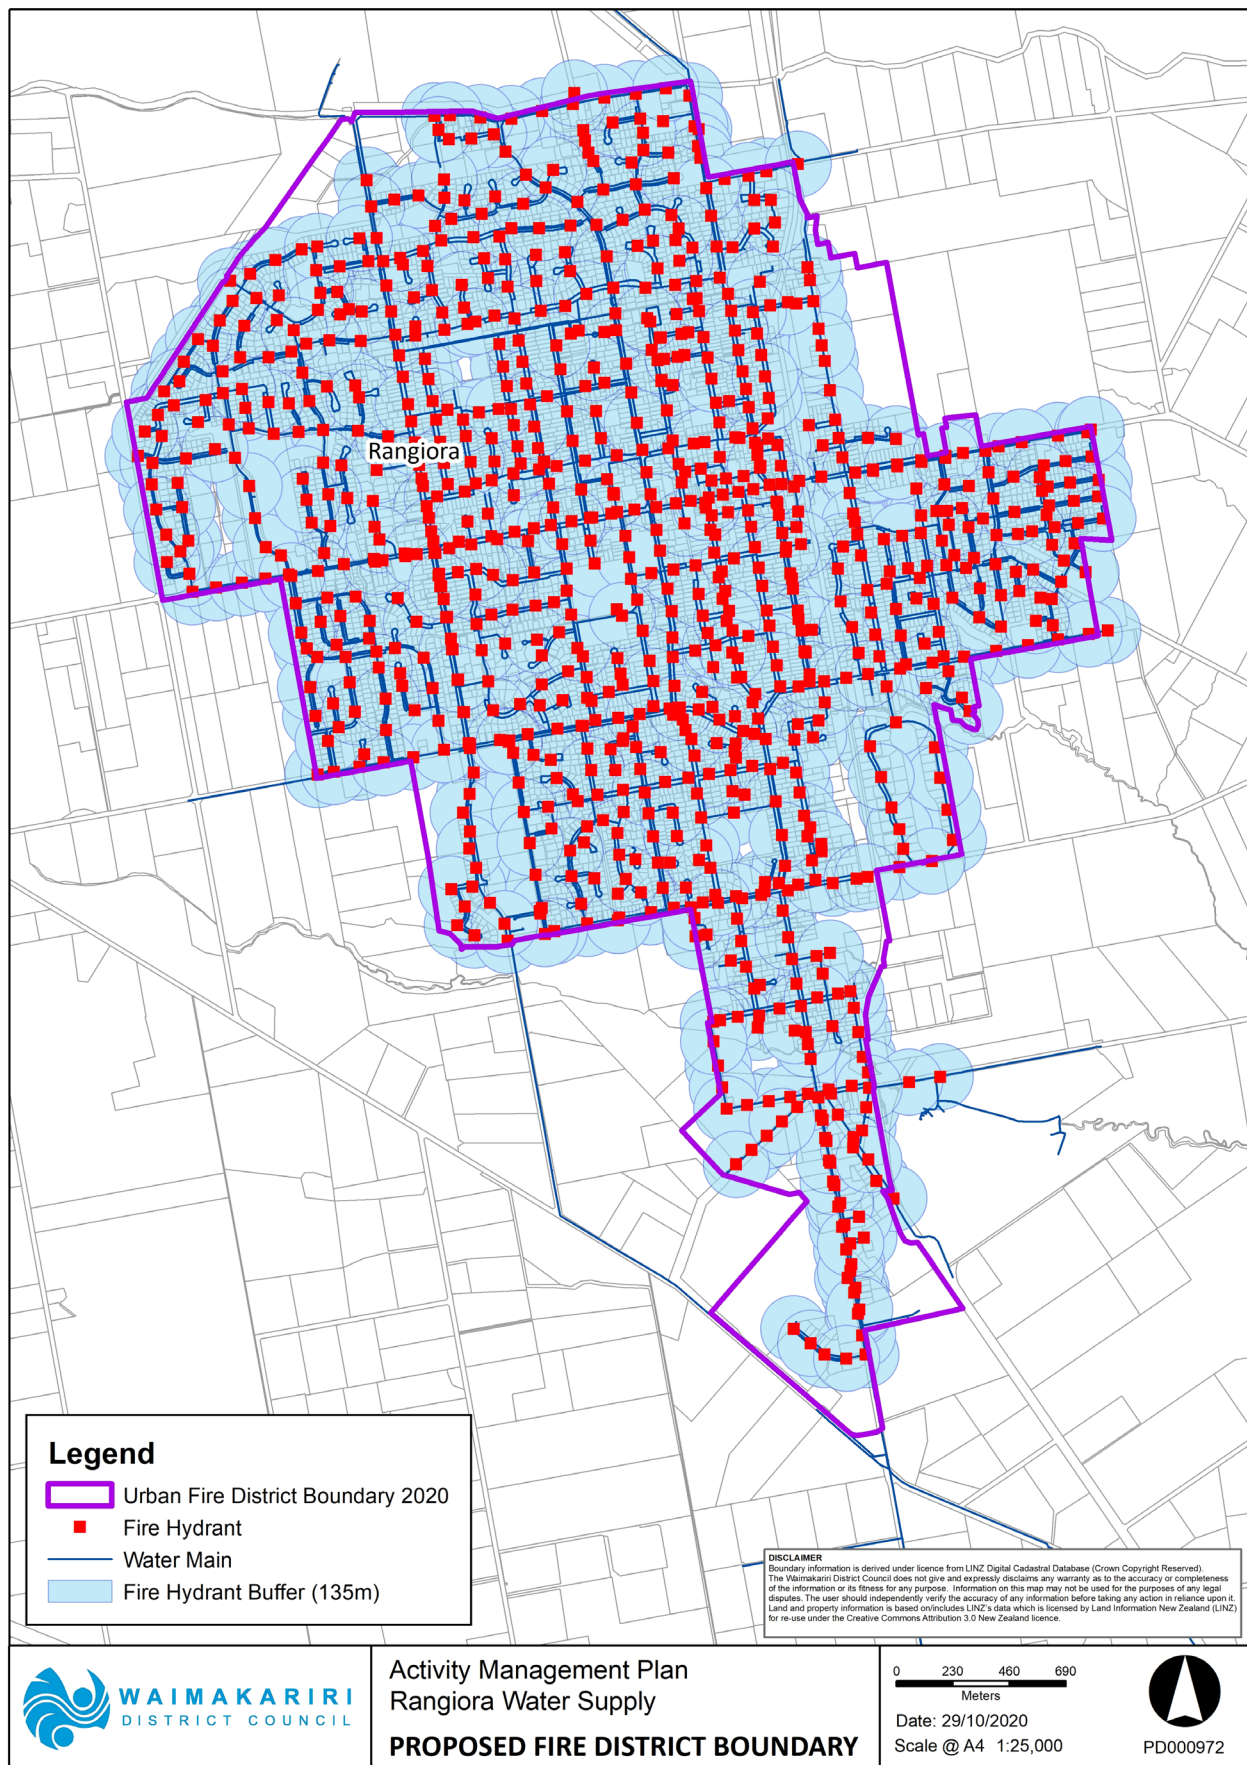 Rangiora
Legend
Urban Fire District Boundary 2020
Fire Hydrant
Water Main
Fire Hydrant Buffer (135m)
DISCLAIMER
Boundary information is derived under licence from LINZ Digital Cadastral Database (Crown Copyright Reserved).
The Waimakariri District Council does not give and expressly disclaims any warranty as to the accuracy or completeness
of the information or its fitness for any purpose. Information on this map may not be used for the purposes of any legal
disputes. The user should independently verify the accuracy of any information before taking any action in reliance upon it.
Land and property information is based on/includes LINZ's data which is licensed by Land Information New Zealand (LINZ)
for re-use under the Creative Commons Attribution 3.0 New Zealand licence.
WAIMAKARIRI
DISTRICT COUNCIL
Activity Management Plan
Rangiora Water Supply
PROPOSED FIRE DISTRICT BOUNDARY
0 230 460 690
Meters
Date: 29/10/2020
Scale @ A4 1:25,000
PD000972